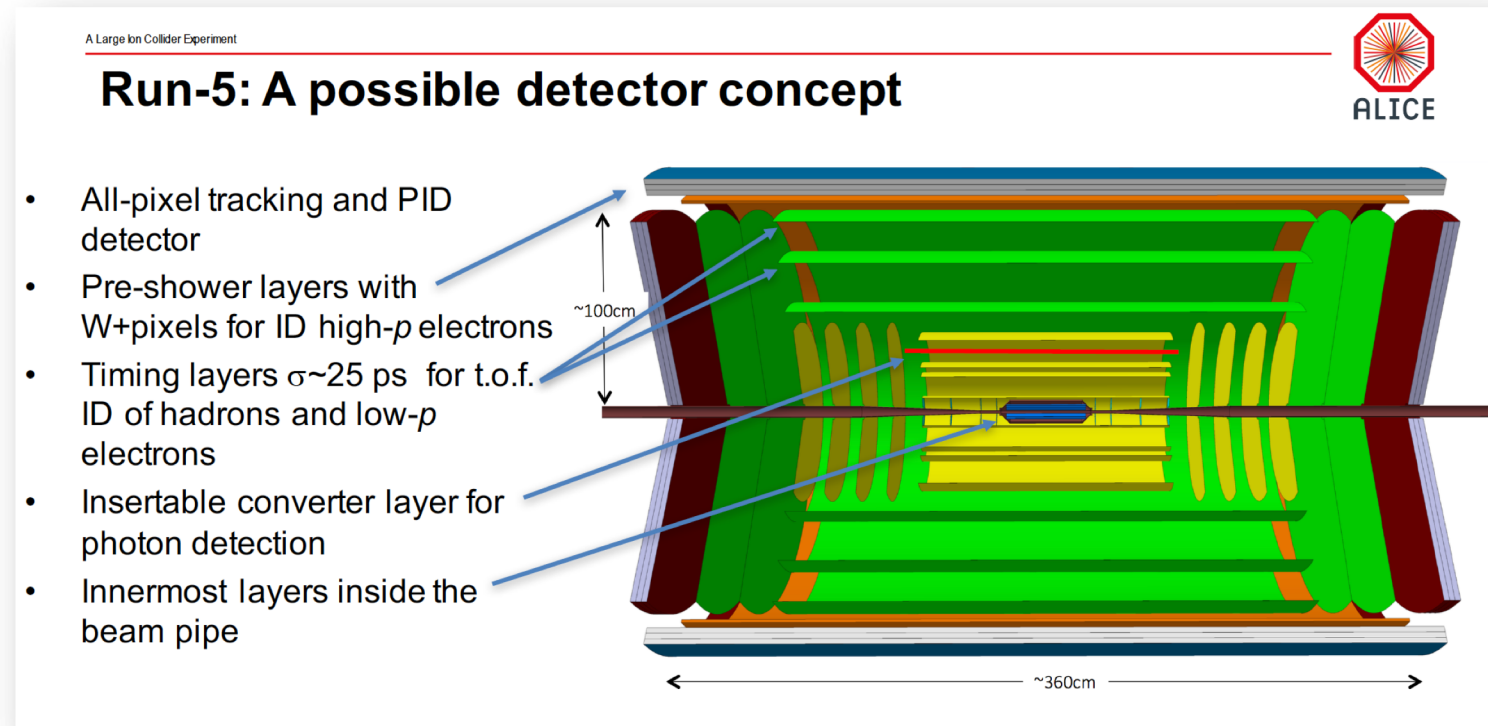 A Large Ion Collider Experiment
Run-5: A possible detector concept
ALICE
• All-pixel tracking and PID
detector
• Pre-shower layers with
W+pixels for ID high-p electrons
• Timing layers σ~25 ps for t.o.f.
ID of hadrons and low-p
electrons
• Insertable converter layer for
photon detection
• Innermost layers inside the
beam pipe
~100cm
~360cm